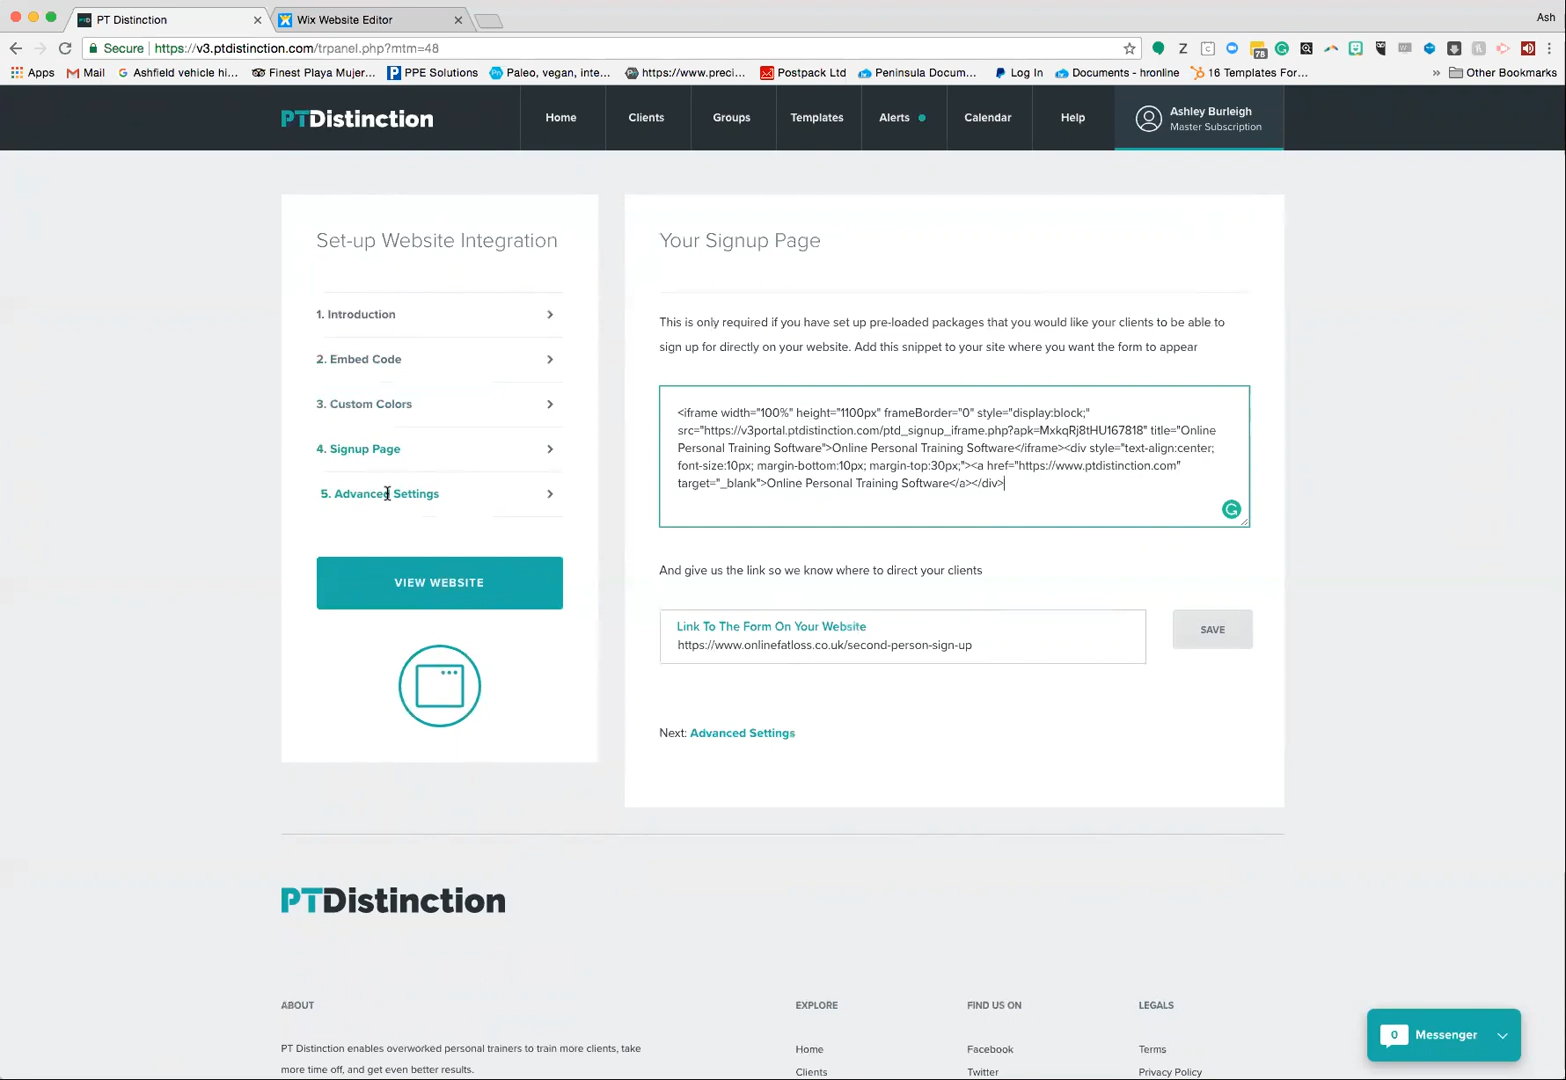 PT Distinction
Wix Website Editor
Ash
Secure https://v3.ptdistinction.com/trpanel.php?mtm=48
78
Apps
Mail
Ashfield vehicle hi...
Finest Playa Mujer...
PPE Solutions
Paleo, vegan, inte...
https://www.preci...
Postpack Ltd
Peninsula Docum...
Log In
Documents - hronline
16 Templates For...
Other Bookmarks
PTDistinction
Home
Clients
Groups
Templates
Alerts
Calendar
Help
Ashley Burleigh
Master Subscription
Set-up Website Integration
1. Introduction
2. Embed Code
3. Custom Colors
4. Signup Page
5. Advanced Settings
VIEW WEBSITE
Your Signup Page
This is only required if you have set up pre-loaded packages that you would like your clients to be able to
sign up for directly on your website. Add this snippet to your site where you want the form to appear
<iframe width="100%" height="1100px" frameBorder="0" style="display:block;"
src="https://v3portal.ptdistinction.com/ptd_signup_iframe.php?apk=MxkqRj8tHU167818" title="Online
Personal Training Software">Online Personal Training Software</iframe><div style="text-align:center;
font-size:10px; margin-bottom:10px; margin-top:30px;"><a href="https://www.ptdistinction.com"
target="_blank">Online Personal Training Software</a></div>
And give us the link so we know where to direct your clients
Link To The Form On Your Website
https://www.onlinefatloss.co.uk/second-person-sign-up
SAVE
Next: Advanced Settings
PTDistinction
ABOUT
PT Distinction enables overworked personal trainers to train more clients, take
more time off, and get even better results.
EXPLORE
Home
Clients
FIND US ON
Facebook
Twitter
LEGALS
Terms
Privacy Policy
0 Messenger